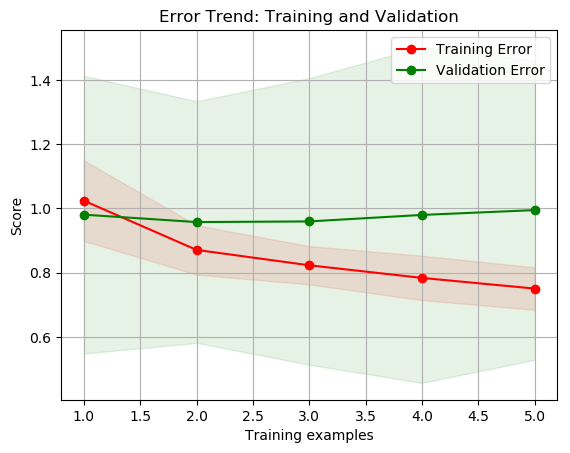 Error Trend: Training and Validation
Training Error
Validation Error
1.4
1.2
1.0
0.8
0.6
Score
1.0 1.5 2.0 2.5 3.0 3.5 4.0 4.5 5.0
Training examples